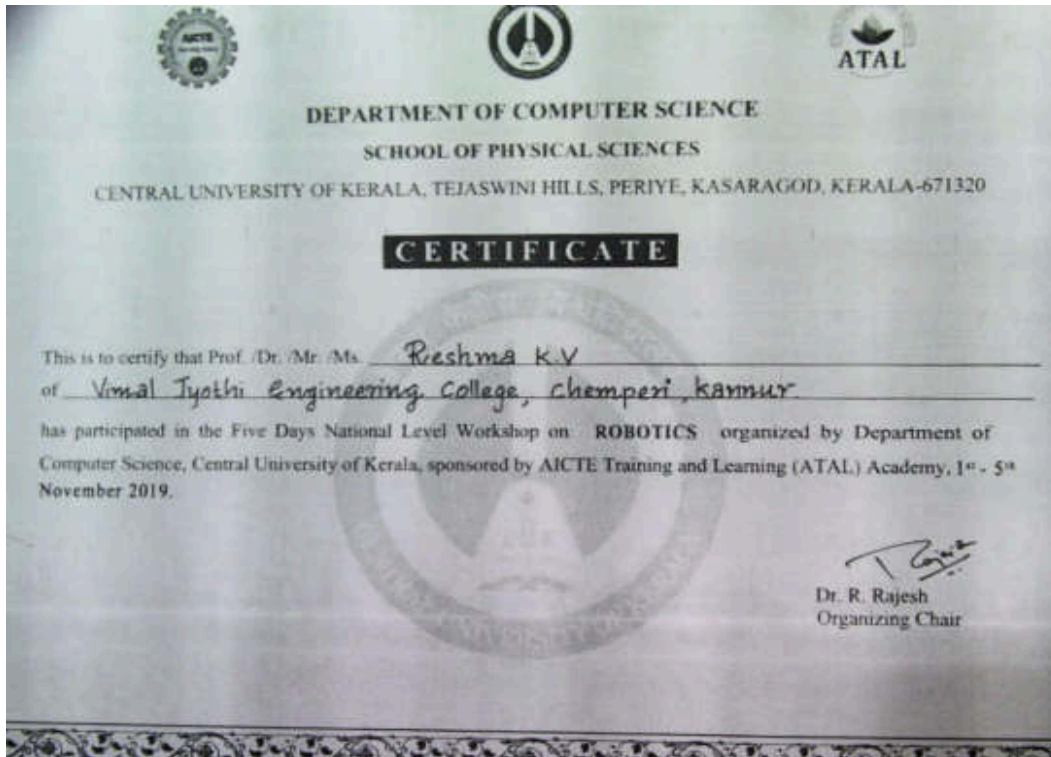 AICTE
ATAL
DEPARTMENT OF COMPUTER SCIENCE
SCHOOL OF PHYSICAL SCIENCES
CENTRAL UNIVERSITY OF KERALA, TEJASWINI HILLS, PERIYE, KASARAGOD, KERALA-671320
CERTIFICATE
This is to certify that Prof. /Dr. /Mr. /Ms. Reshma K.V
of Vimal Jyothi Engineering College, Chemperi, Kannur.
has participated in the Five Days National Level Workshop on ROBOTICS organized by Department of
Computer Science, Central University of Kerala, sponsored by AICTE Training and Learning (ATAL) Academy, 1st - 5th
November 2019.
Dr. R. Rajesh
Organizing Chair